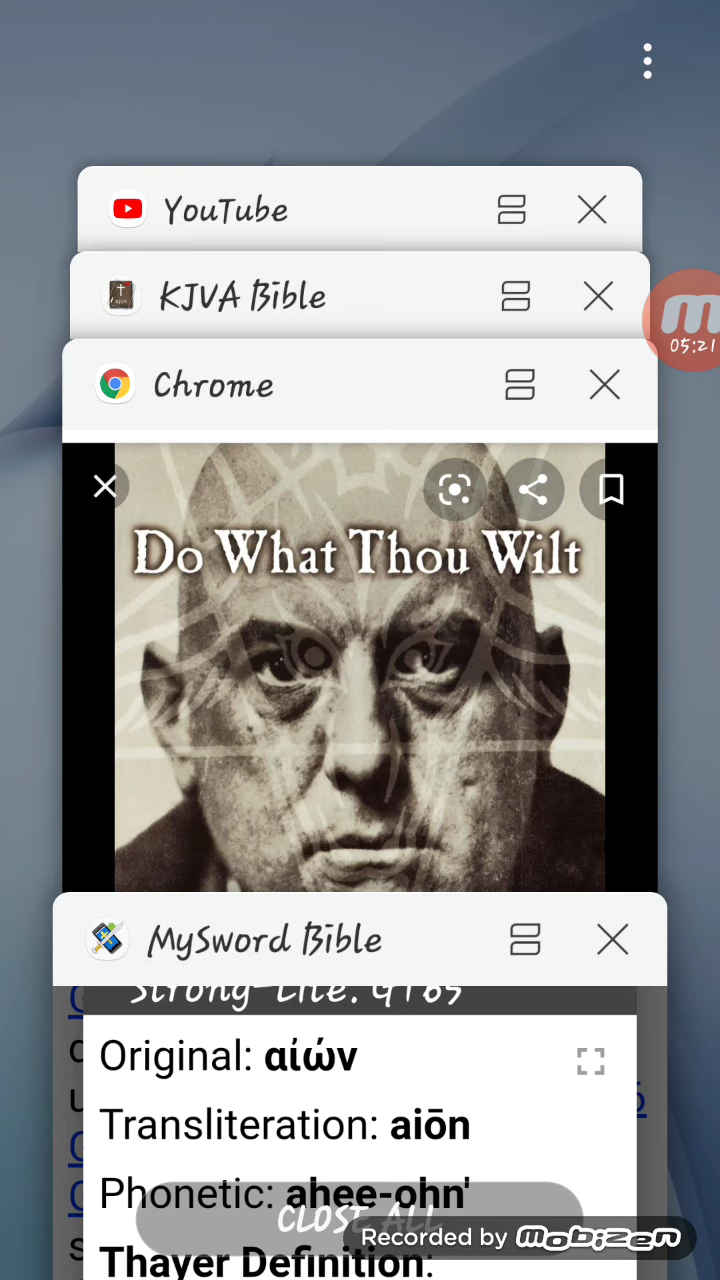 YouTube
KJVA Bible
05:21
Chrome
Do What Thou Wilt
MySword Bible
Original: αἰών
Transliteration: aiōn
Phonetic: ahee-ohn'
CLOSE ALL
Recorded by mobizen
Thayer Definition: